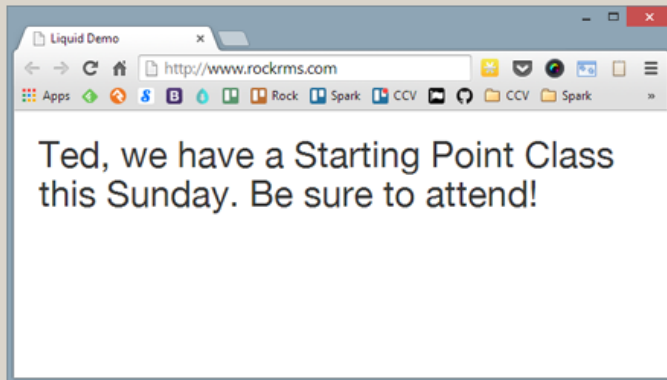 Liquid Demo
http://www.rockrms.com
Apps S B Rock Spark CCV CCV Spark »
Ted, we have a Starting Point Class
this Sunday. Be sure to attend!